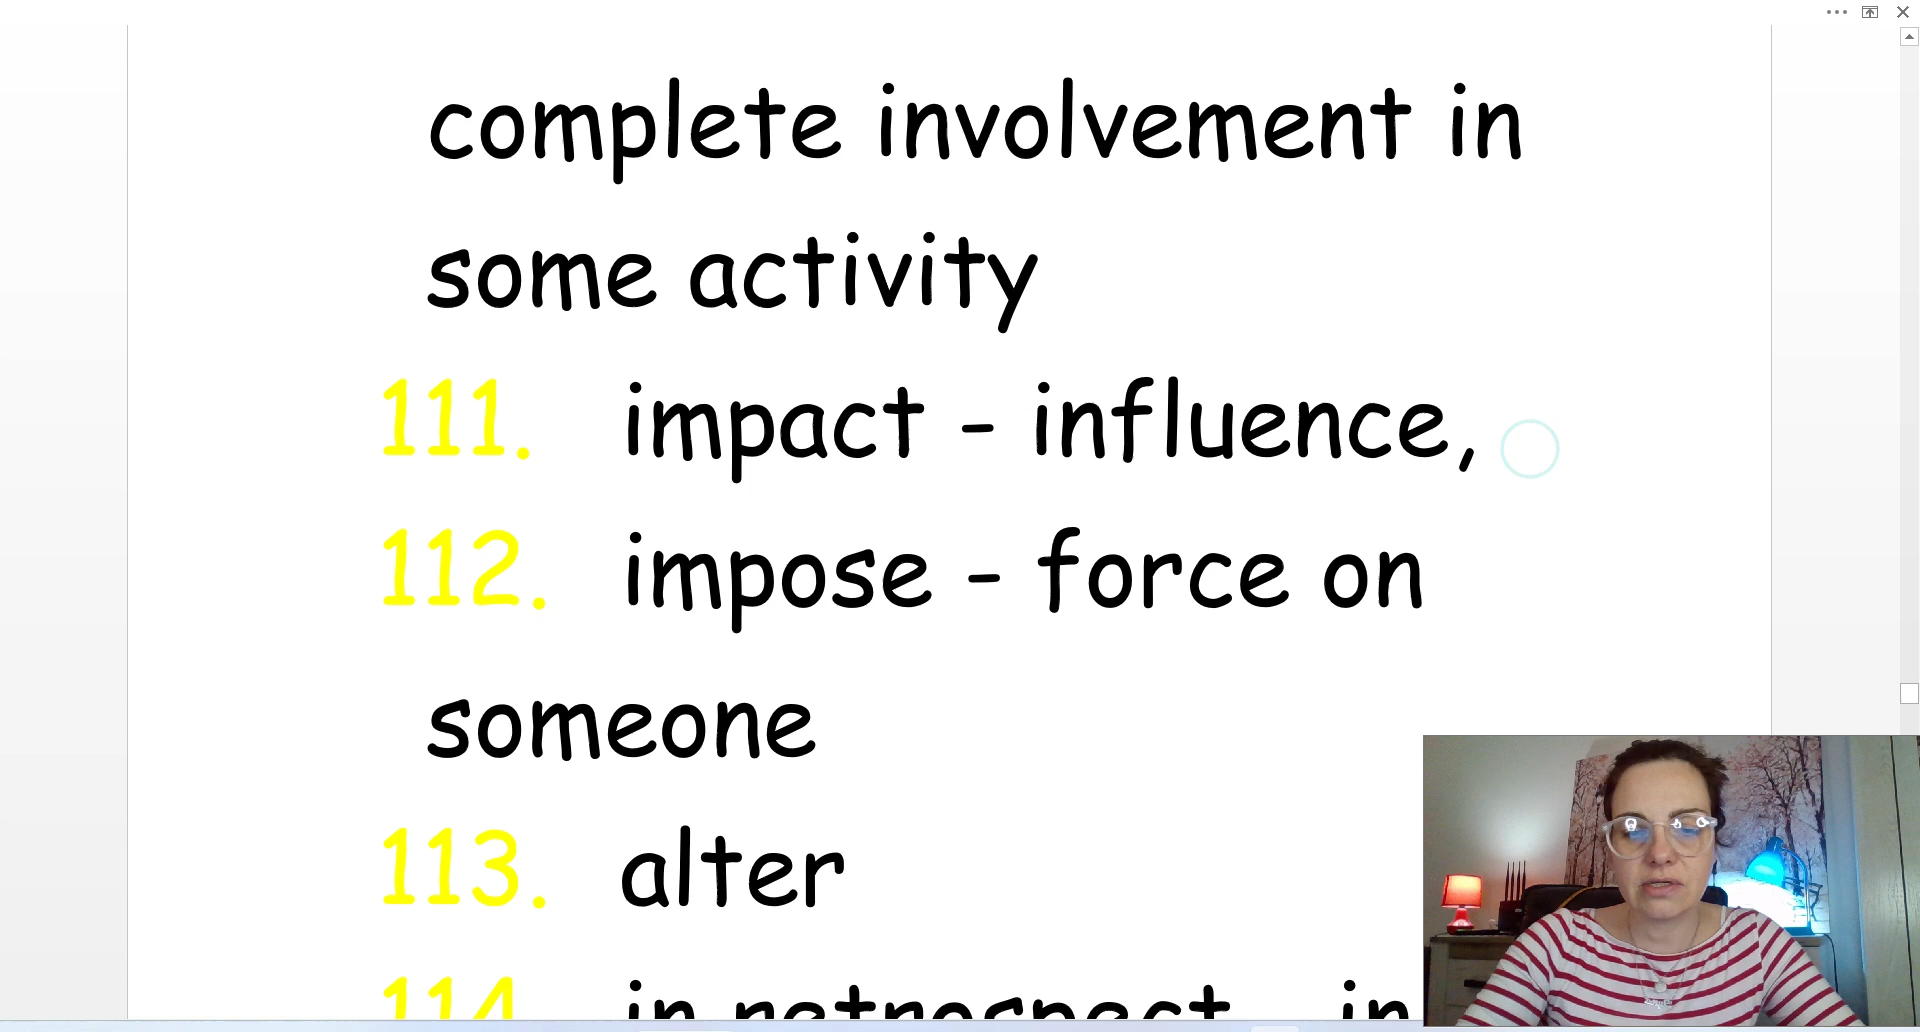 complete involvement in
some activity
111. impact - influence,
112. impose - force on
someone
113. alter
114. in retrospect - in